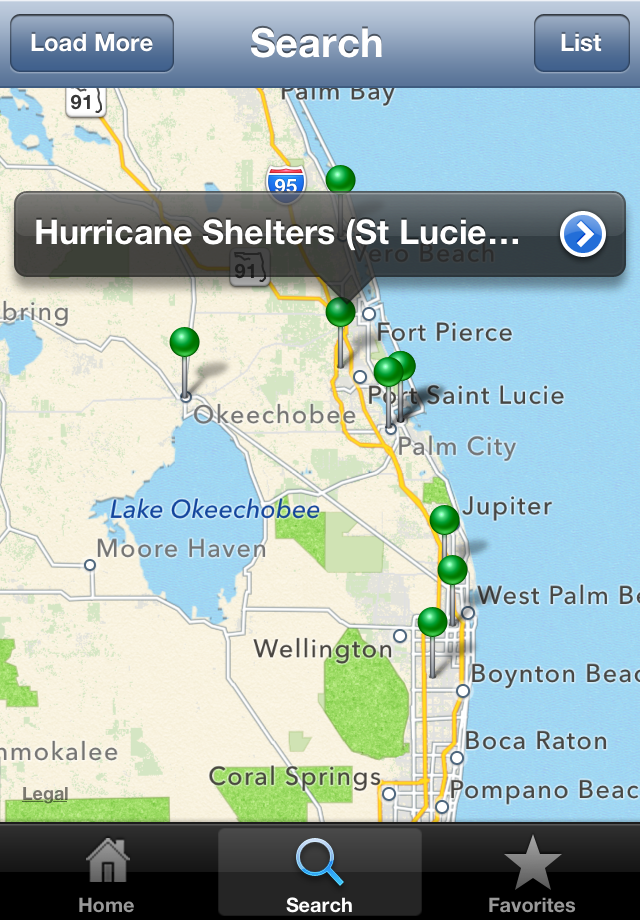 Load More
Search
List
Palm Bay
91
95
Hurricane Shelters (St Lucie...
Vero Beach
91
bring
Fort Pierce
Port Saint Lucie
Okeechobee
Palm City
Lake Okeechobee
Jupiter
Moore Haven
West Palm Be
Wellington
Boynton Beac
Boca Raton
mmokalee
Coral Springs
Legal
Pompano Beac
Home
Search
Favorites